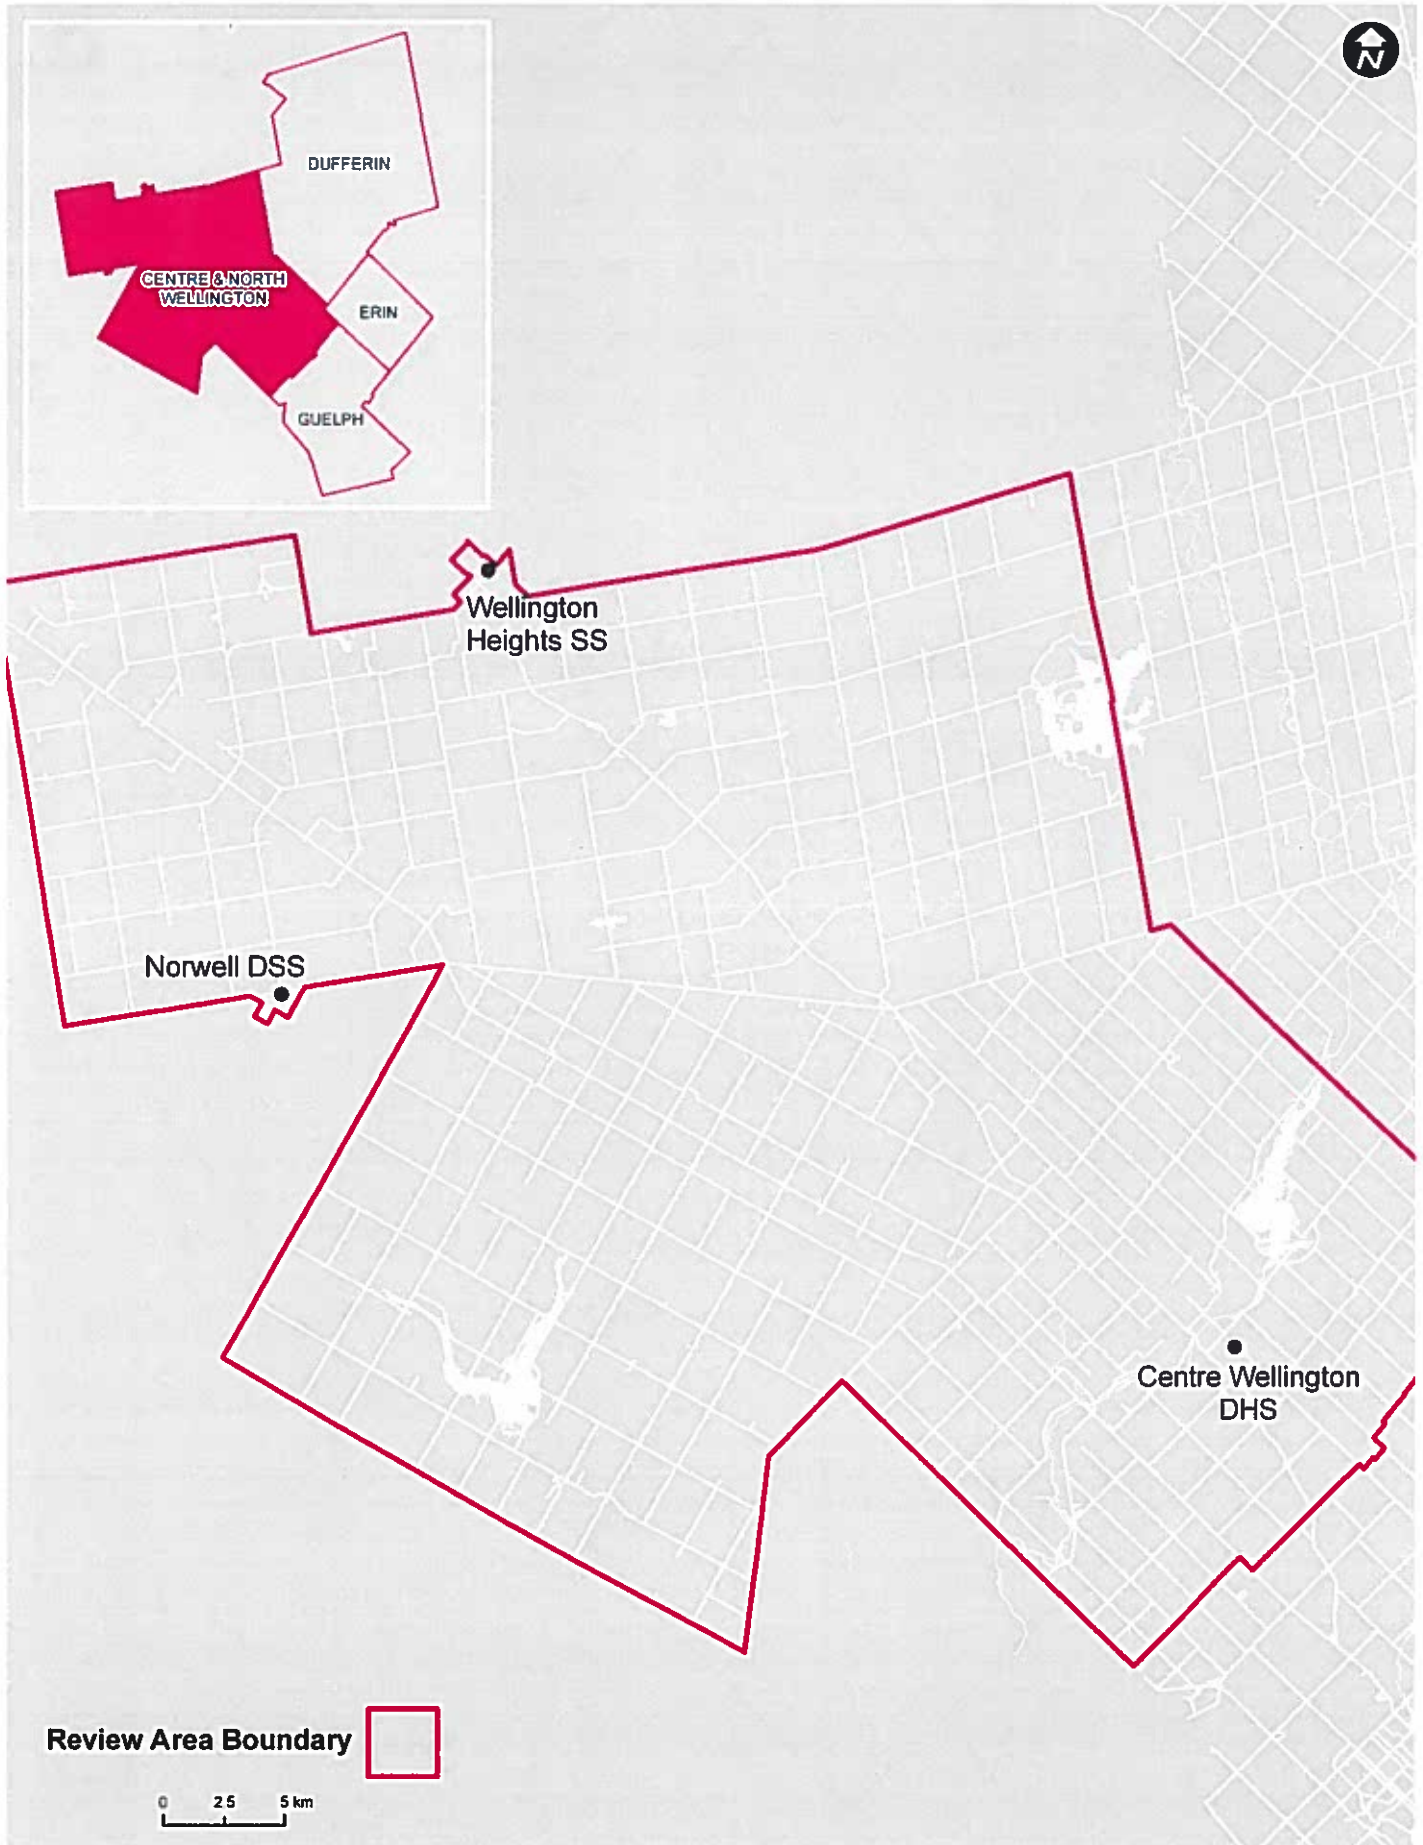 N
DUFFERIN
CENTRE & NORTH
WELLINGTON
ERIN
GUELPH
Wellington
Heights SS
Norwell DSS
Centre Wellington
DHS
Review Area Boundary
0 2.5 5 km